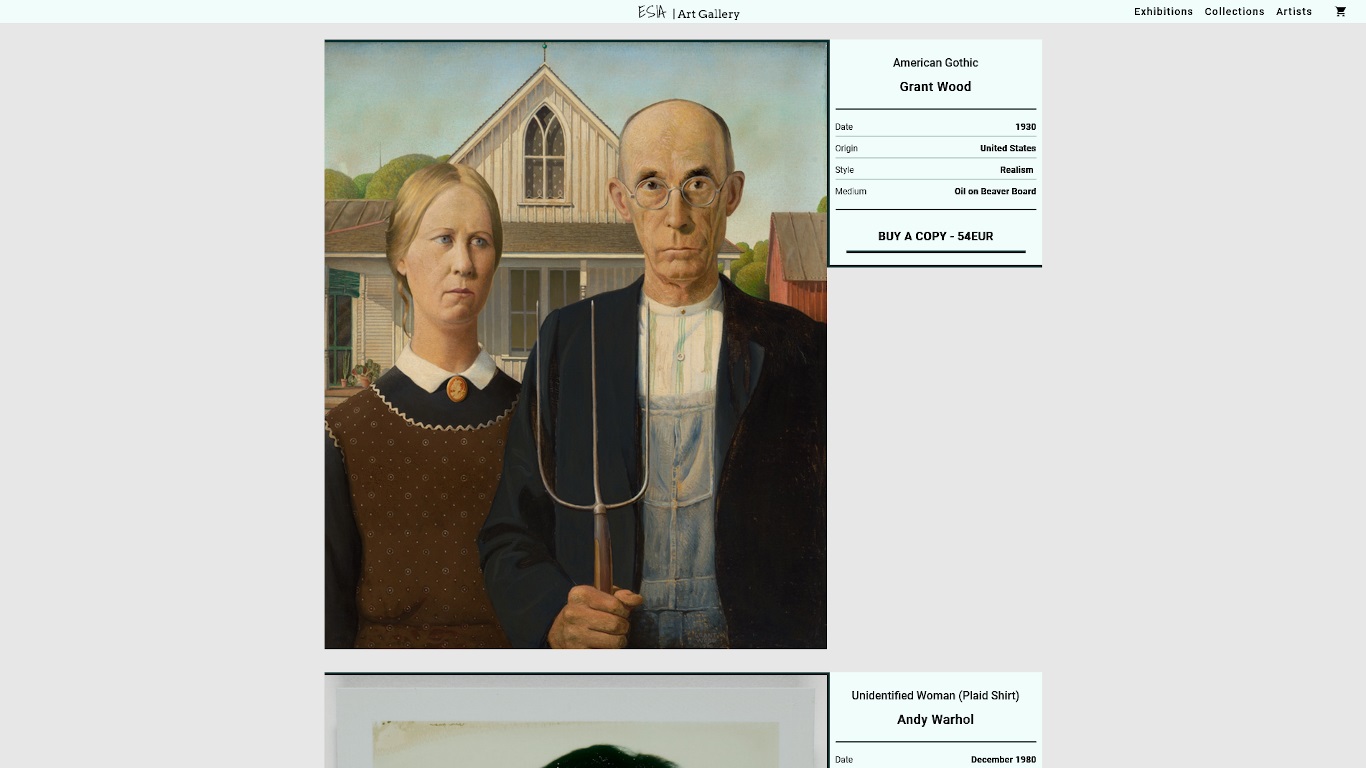 ESIA | Art Gallery
Exhibitions Collections Artists
American Gothic
Grant Wood
Date 1930
Origin United States
Style Realism
Medium Oil on Beaver Board
BUY A COPY - 54EUR
Unidentified Woman (Plaid Shirt)
Andy Warhol
Date December 1980